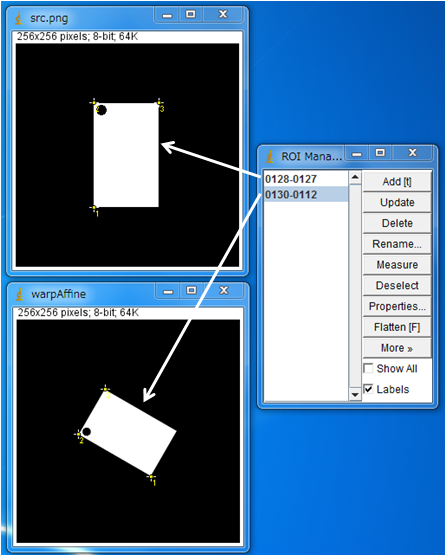 src.png
256x256 pixels; 8-bit; 64K
2
3
1
ROI Mana...
0128-0127
0130-0112
Add [t]
Update
Delete
Rename...
Measure
Deselect
Properties...
Flatten [F]
More »
Show All
Labels
warpAffine
256x256 pixels; 8-bit; 64K
2
1